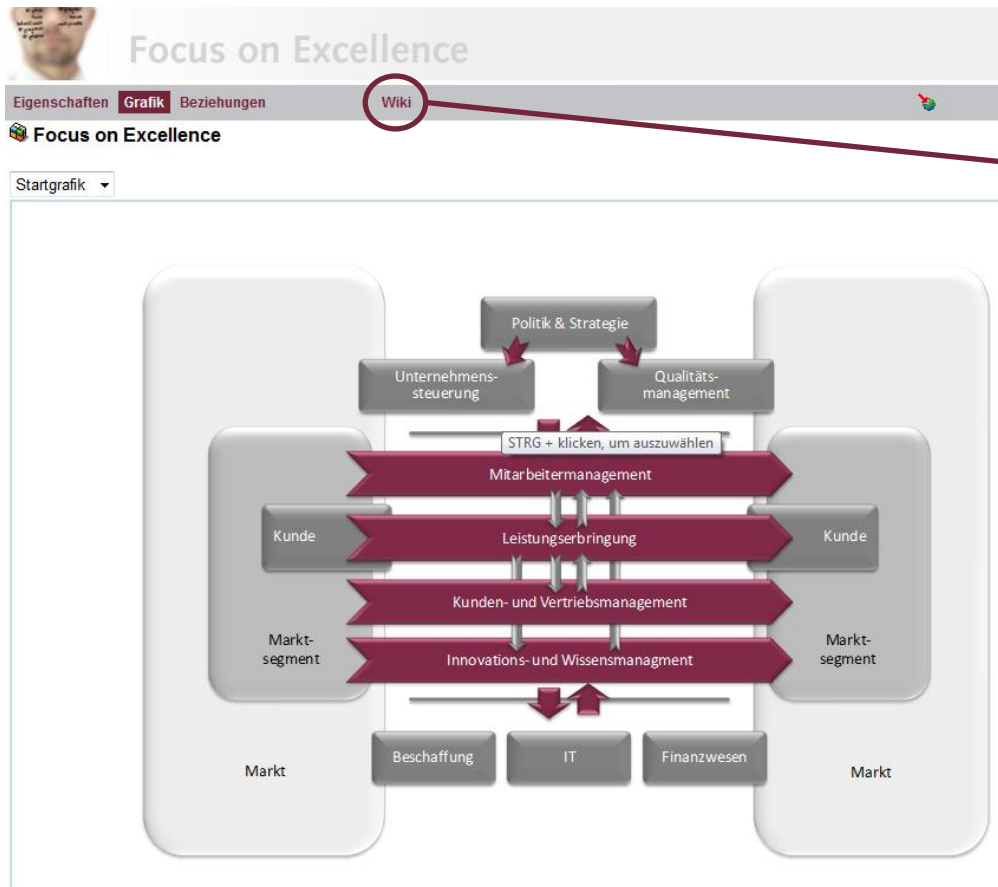 Focus on Excellence
Eigenschaften Grafik Beziehungen Wiki
Focus on Excellence
Startgrafik
Politik & Strategie
Unternehmens-
steuerung
Qualitäts-
management
STRG + klicken, um auszuwählen
Mitarbeitermanagement
Kunde
Leistungserbringung
Kunde
Kunden- und Vertriebsmanagement
Markt-
segment
Innovations- und Wissensmanagment
Markt-
segment
Beschaffung
IT
Finanzwesen
Markt
Markt